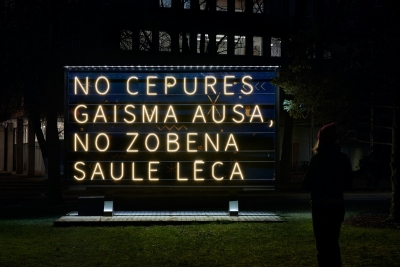 NO CEPURES
GAISMA AUSA,
NO ZOBENA
SAULE LĒCA